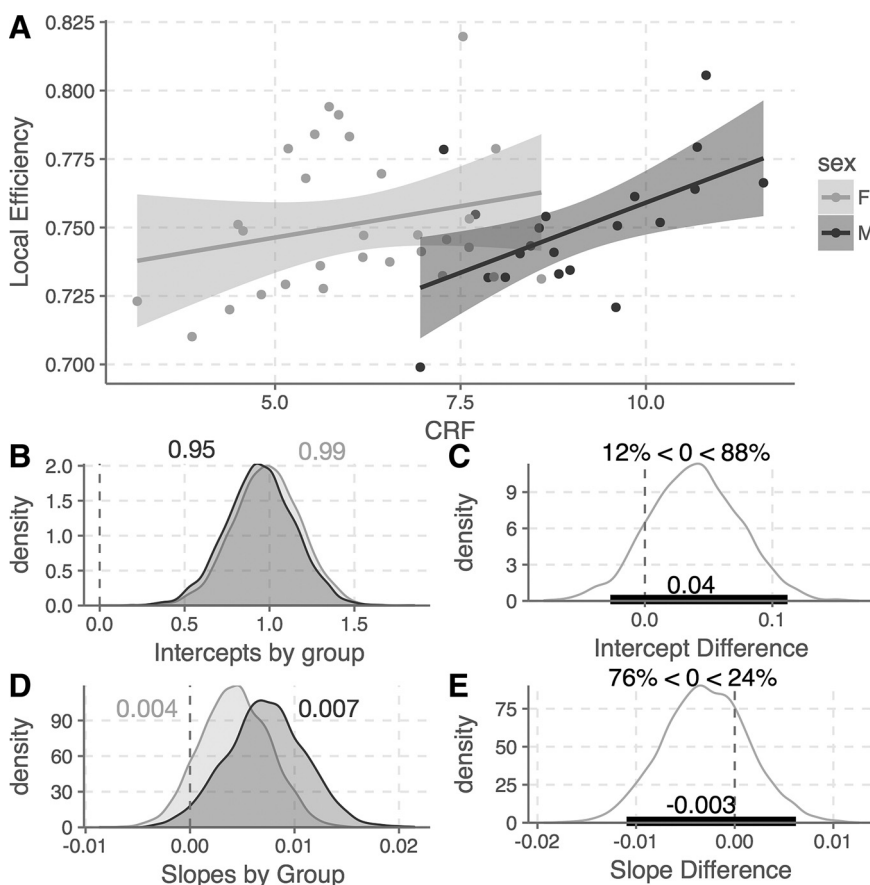 A
0.825
0.800
0.775
0.750
0.725
0.700
Local Efficiency
5.0 7.5 10.0
CRF
sex
F
M
B
0.95 0.99
2.0
1.5
1.0
0.5
0.0
density
0.0 0.5 1.0 1.5
Intercepts by group
C
12% < 0 < 88%
9
6
3
0
density
0.04
0.0 0.1
Intercept Difference
D
0.004 0.007
90
60
30
0
density
-0.01 0.00 0.01 0.02
Slopes by Group
E
76% < 0 < 24%
75
50
25
0
density
-0.003
-0.02 -0.01 0.00 0.01
Slope Difference